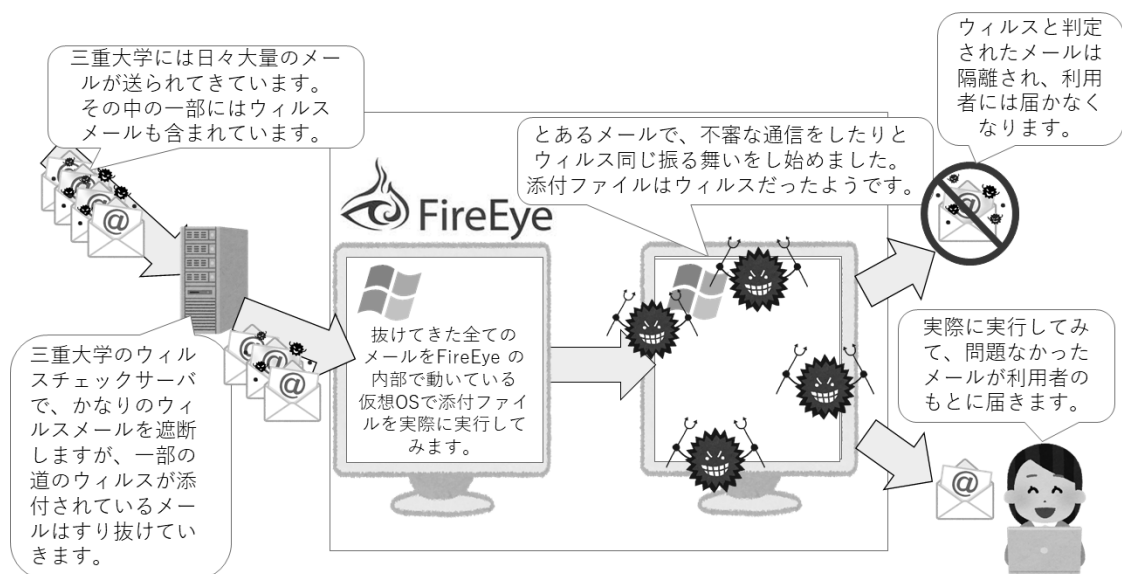 三重大学には日々大量のメー
ルが送られてきています。
その中の一部にはウィルス
メールも含まれています。
三重大学のウィル
スチェックサーバ
で、かなりのウィ
ルスメールを遮断
しますが、一部の
道のウィルスが添
付されているメー
ルはすり抜けてい
きます。
FireEye
抜けてきた全ての
メールをFireEye の
内部で動いている
仮想OSで添付ファイ
ルを実際に実行して
みます。
とあるメールで、不審な通信をしたりと
ウィルス同じ振る舞いをし始めました。
添付ファイルはウィルスだったようです。
ウィルスと判定
されたメールは
隔離され、利用
者には届かなく
なります。
実際に実行してみ
て、問題なかった
メールが利用者の
もとに届きます。
@
@
@
@
@
@
@
@
@